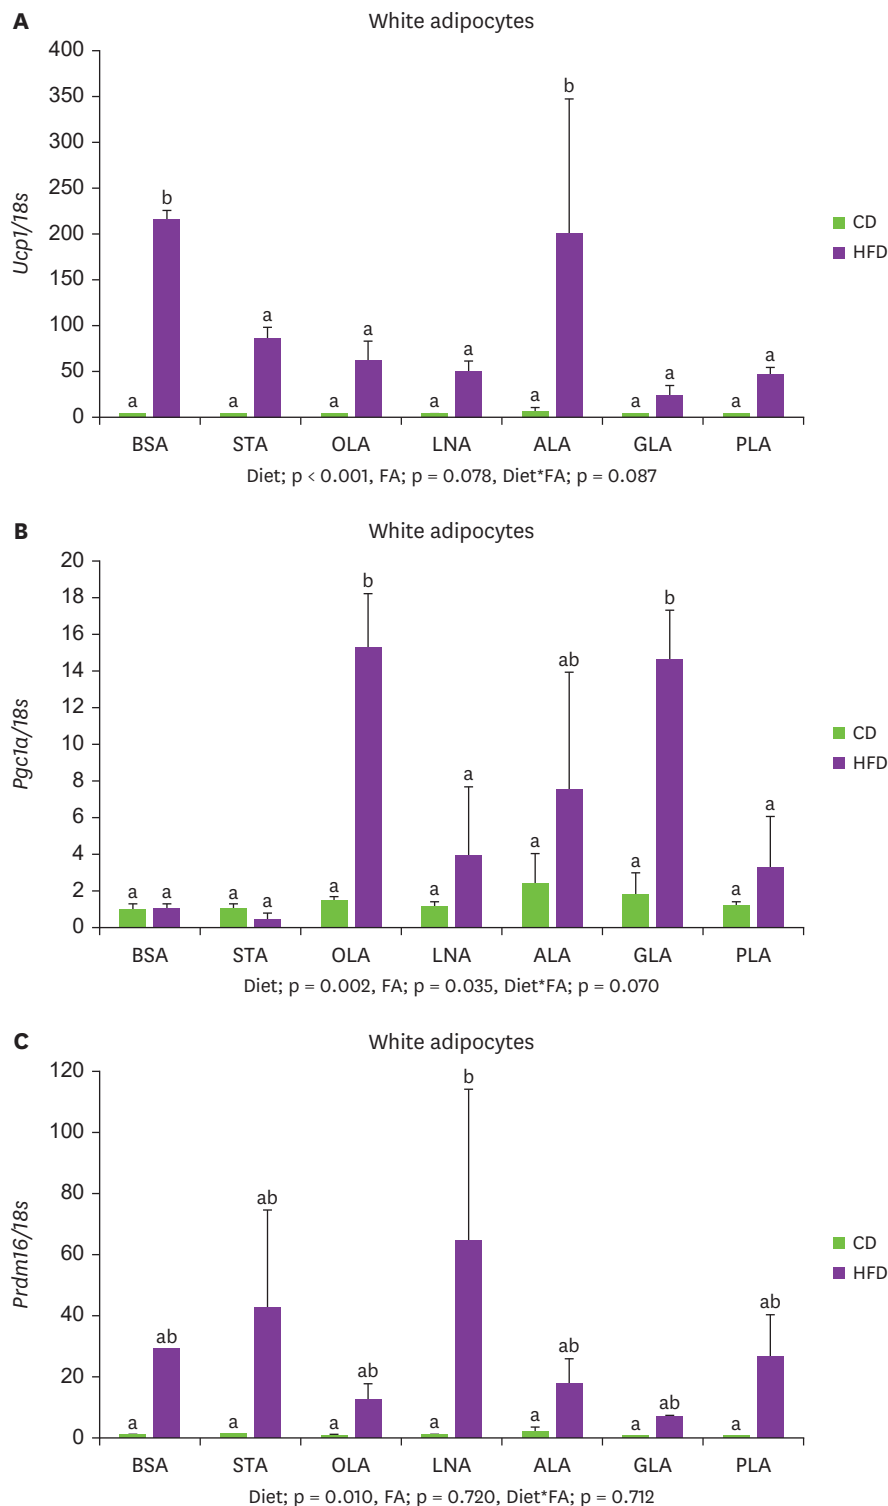 A
White adipocytes
400
350
300
250
200
150
100
50
0
Ucp1/18s
b
a
a
a
a
b
a
a
a
a
a
a
a
a
CD
HFD
BSA STA OLA LNA ALA GLA PLA
Diet; p < 0.001, FA; p = 0.078, Diet*FA; p = 0.087
B
White adipocytes
20
18
16
14
12
10
8
6
4
2
0
Pgc1a/18s
a a
a a
a b
a a
a ab
a b
a a
CD
HFD
BSA STA OLA LNA ALA GLA PLA
Diet; p = 0.002, FA; p = 0.035, Diet*FA; p = 0.070
C
White adipocytes
120
100
80
60
40
20
0
Prdm16/18s
a ab
a ab
a ab
a b
a ab
a ab
a ab
CD
HFD
BSA STA OLA LNA ALA GLA PLA
Diet; p = 0.010, FA; p = 0.720, Diet*FA; p = 0.712